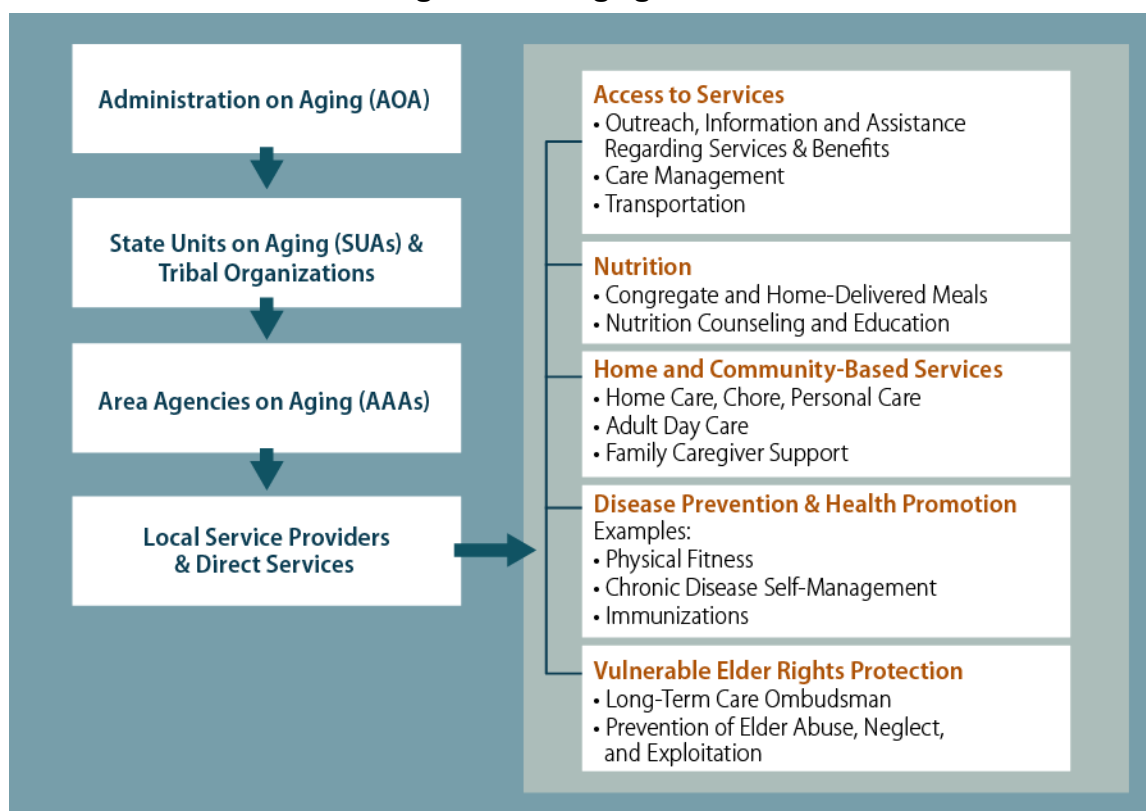 Administration on Aging (AOA)
State Units on Aging (SUAs) &
Tribal Organizations
Area Agencies on Aging (AAAs)
Local Service Providers
& Direct Services
Access to Services
• Outreach, Information and Assistance
Regarding Services & Benefits
• Care Management
• Transportation
Nutrition
• Congregate and Home-Delivered Meals
• Nutrition Counseling and Education
Home and Community-Based Services
• Home Care, Chore, Personal Care
• Adult Day Care
• Family Caregiver Support
Disease Prevention & Health Promotion
Examples:
• Physical Fitness
• Chronic Disease Self-Management
• Immunizations
Vulnerable Elder Rights Protection
• Long-Term Care Ombudsman
• Prevention of Elder Abuse, Neglect,
and Exploitation